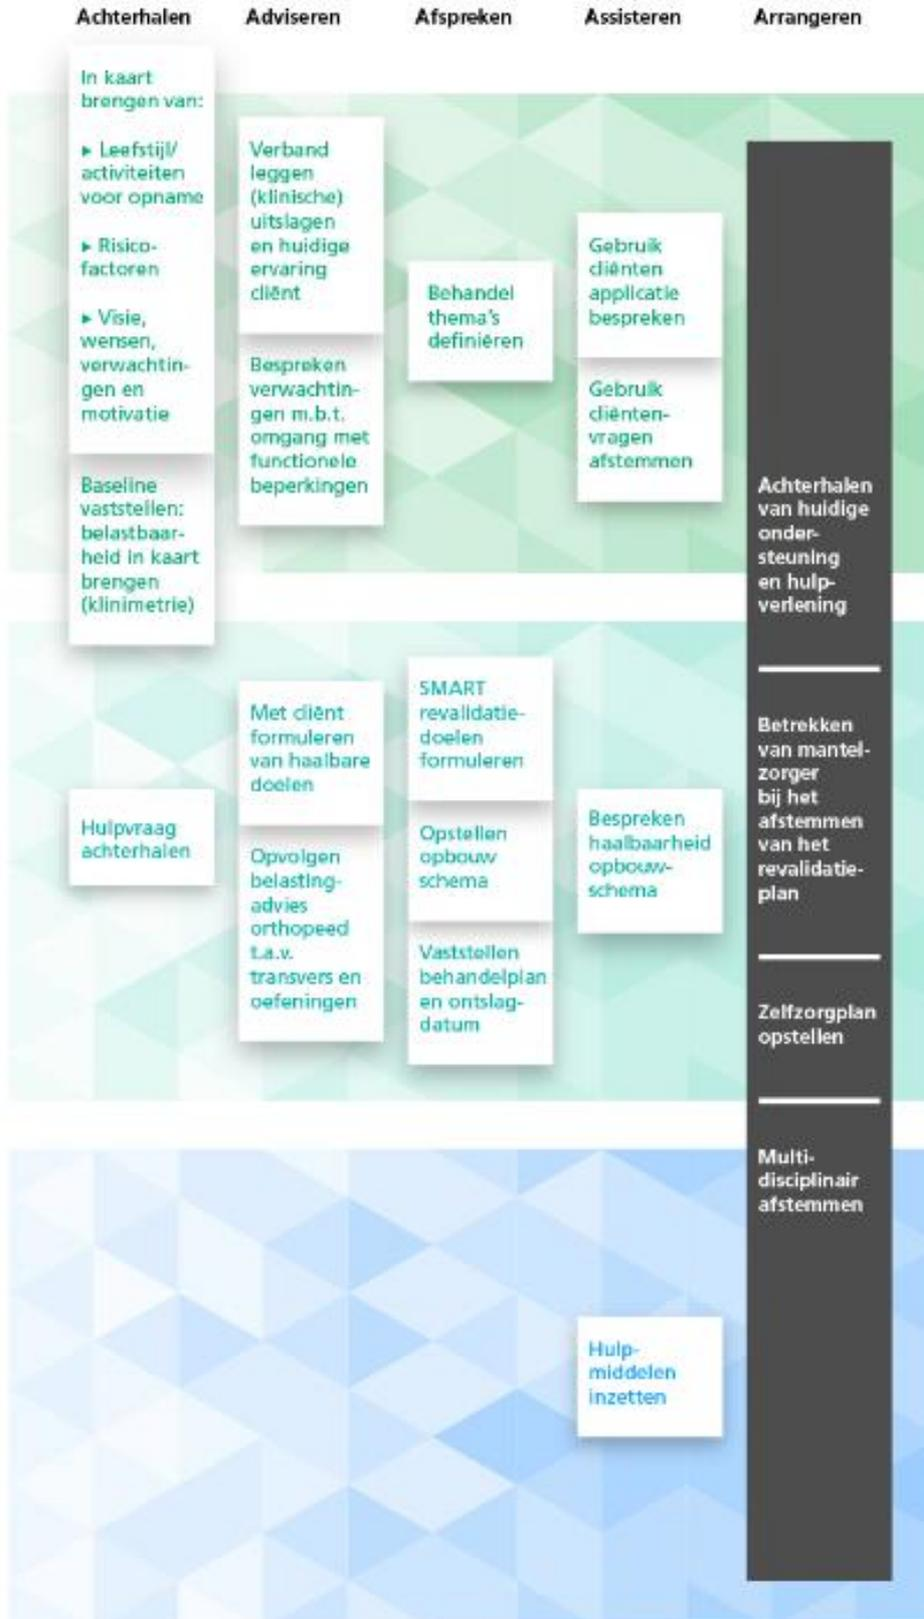 Achterhalen
Adviseren
Afspreken
Assisteren
Arrangeren
In kaart
brengen van:
▸ Leefstijl/
activiteiten
voor opname
▸ Risico-
factoren
▸ Visie,
wensen,
verwachtin-
gen en
motivatie
Baseline
vaststellen:
belastbaar-
heid in kaart
brengen
(klinimetrie)
Verband
leggen
(klinische)
uitslagen
en huidige
ervaring
cliënt
Bespreken
verwachtin-
gen m.b.t.
omgang met
functionele
beperkingen
Behandel
thema's
definiëren
Gebruik
cliënten
applicatie
bespreken
Gebruik
cliënten-
vragen
afstemmen
Hulpvraag
achterhalen
Met cliënt
formuleren
van haalbare
doelen
Opvolgen
belasting-
advies
orthopeed
t.a.v.
transvers en
oefeningen
SMART
revalidatie-
doelen
formuleren
Opstellen
opbouw
schema
Vaststellen
behandelplan
en ontslag-
datum
Bespreken
haalbaarheid
opbouw-
schema
Hulp-
middelen
inzetten
Achterhalen
van huidige
onder-
steuning
en hulp-
verlening
Betrekken
van mantel-
zorger
bij het
afstemmen
van het
revalidatie-
plan
Zelfzorgplan
opstellen
Multi-
disciplinair
afstemmen